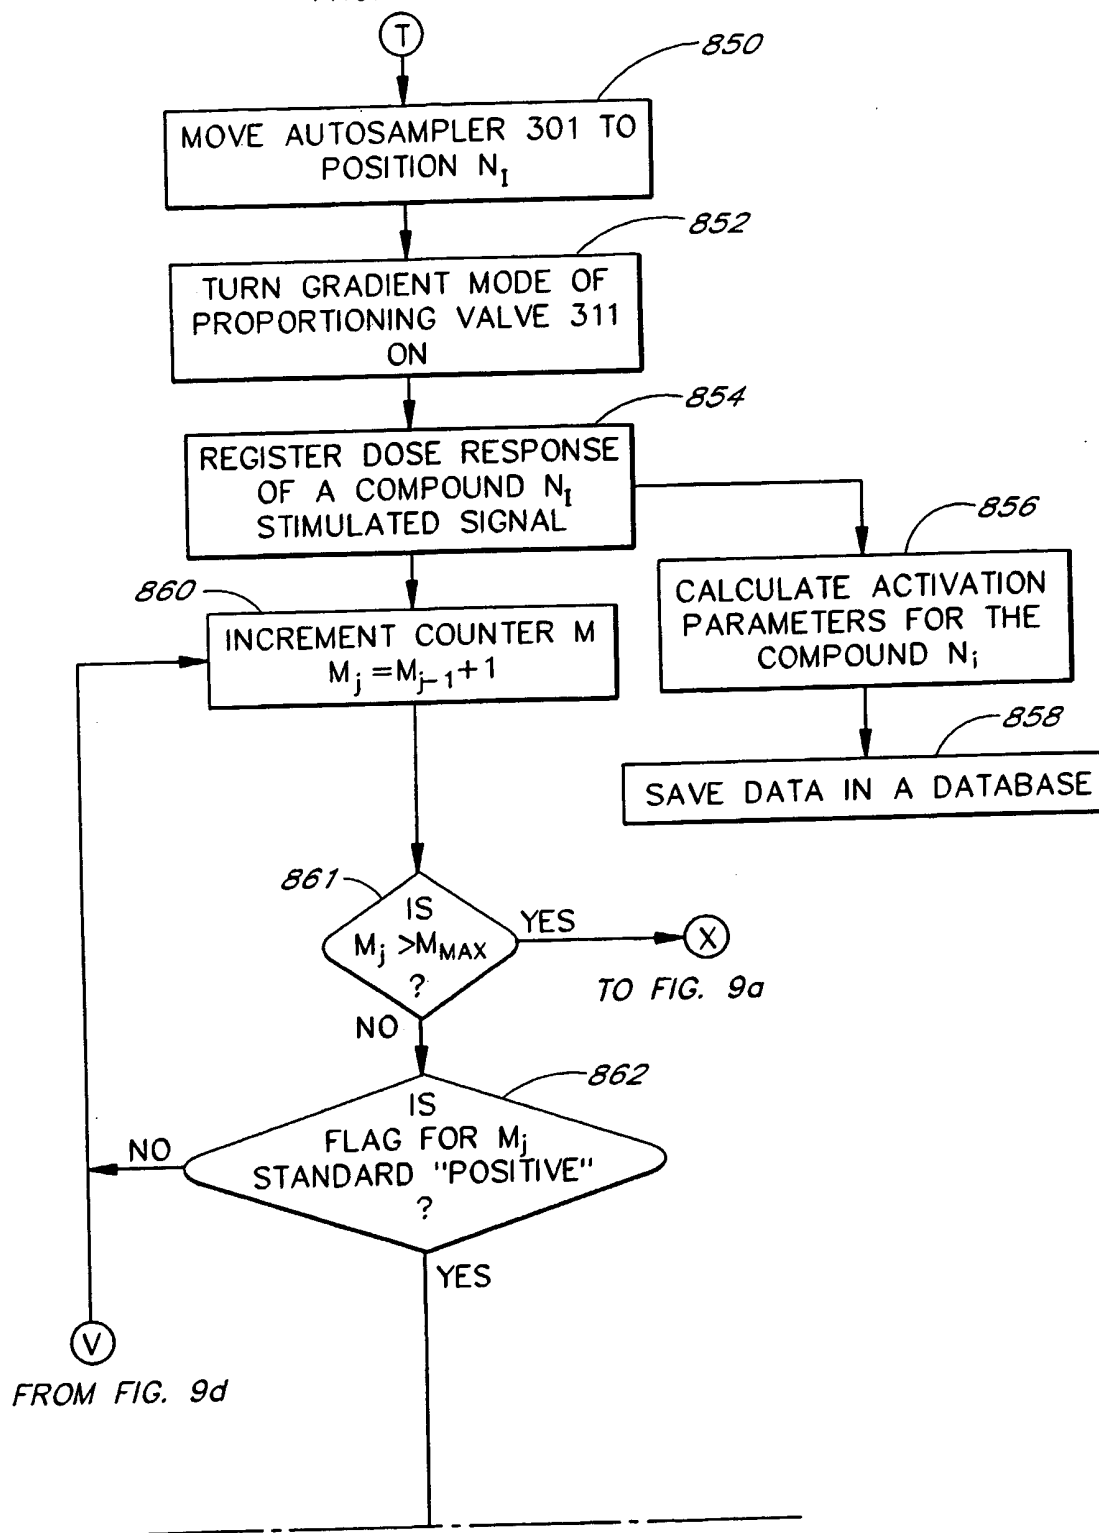 T
850
MOVE AUTOSAMPLER 301 TO
POSITION N_I
852
TURN GRADIENT MODE OF
PROPORTIONING VALVE 311
ON
854
REGISTER DOSE RESPONSE
OF A COMPOUND N_I
STIMULATED SIGNAL
856
CALCULATE ACTIVATION
PARAMETERS FOR THE
COMPOUND N_i
858
SAVE DATA IN A DATABASE
860
INCREMENT COUNTER M
M_j = M_{j-1} + 1
861
IS
M_j > M_MAX
?
YES
X
TO FIG. 9a
NO
862
IS
FLAG FOR M_j
STANDARD "POSITIVE"
?
NO
YES
V
FROM FIG. 9d